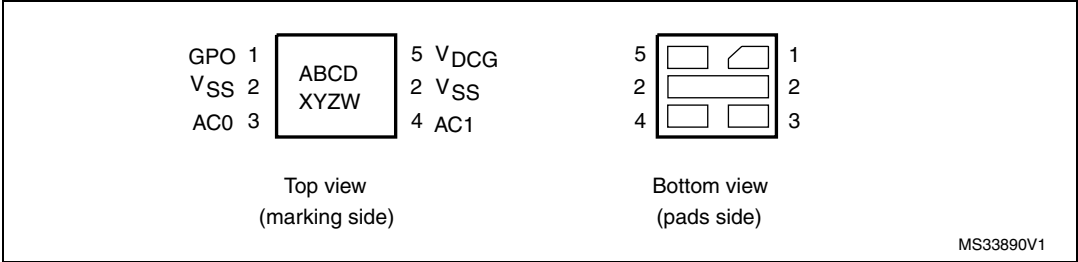 GPO 1 ABCD 5 VDCG 5 1
VSS 2 XYZW 2 VSS 2 2
AC0 3 4 AC1 4 3
Top view Bottom view
(marking side) (pads side)
MS33890V1